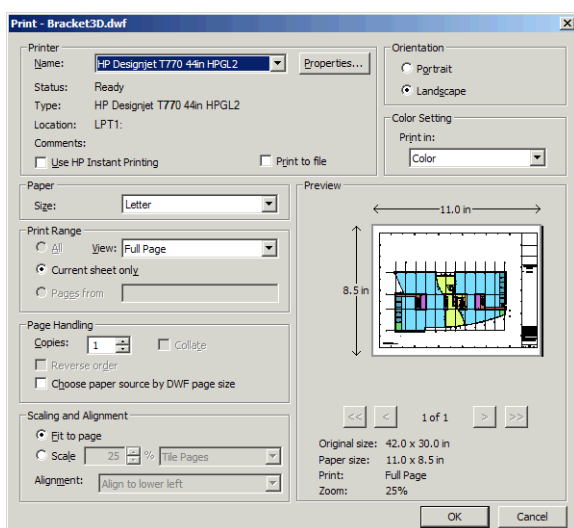 Print - Bracket3D.dwf
Printer
Name: HP Designjet T770 44in HPGL2 Properties...
Status: Ready
Type: HP Designjet T770 44in HPGL2
Location: LPT1:
Comments:
Use HP Instant Printing Print to file
Orientation
Portrait
Landscape
Color Setting
Print in:
Color
Paper
Size: Letter
Print Range
All View: Full Page
Current sheet only
Pages from
Page Handling
Copies: 1 Collate
Reverse order
Choose paper source by DWF page size
Scaling and Alignment
Fit to page
Scale 25 % Tile Pages
Alignment: Align to lower left
Preview
11.0 in
8.5 in
<< < 1 of 1 > >>
Original size: 42.0 x 30.0 in
Paper size: 11.0 x 8.5 in
Print: Full Page
Zoom: 25%
OK Cancel